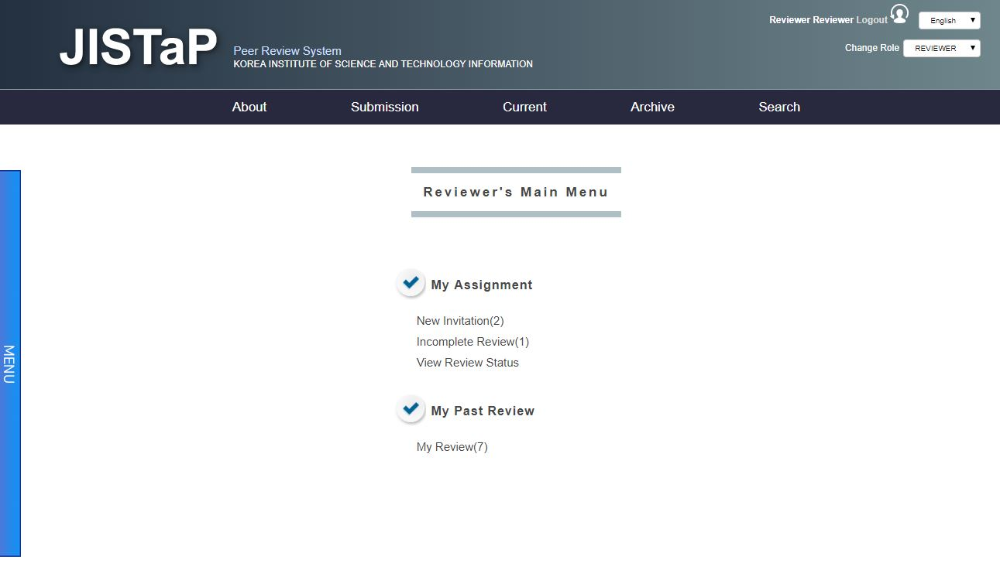 JISTaP
Peer Review System
KOREA INSTITUTE OF SCIENCE AND TECHNOLOGY INFORMATION
Reviewer Reviewer Logout
English
Change Role
REVIEWER
About
Submission
Current
Archive
Search
MENU
Reviewer's Main Menu
My Assignment
New Invitation(2)
Incomplete Review(1)
View Review Status
My Past Review
My Review(7)